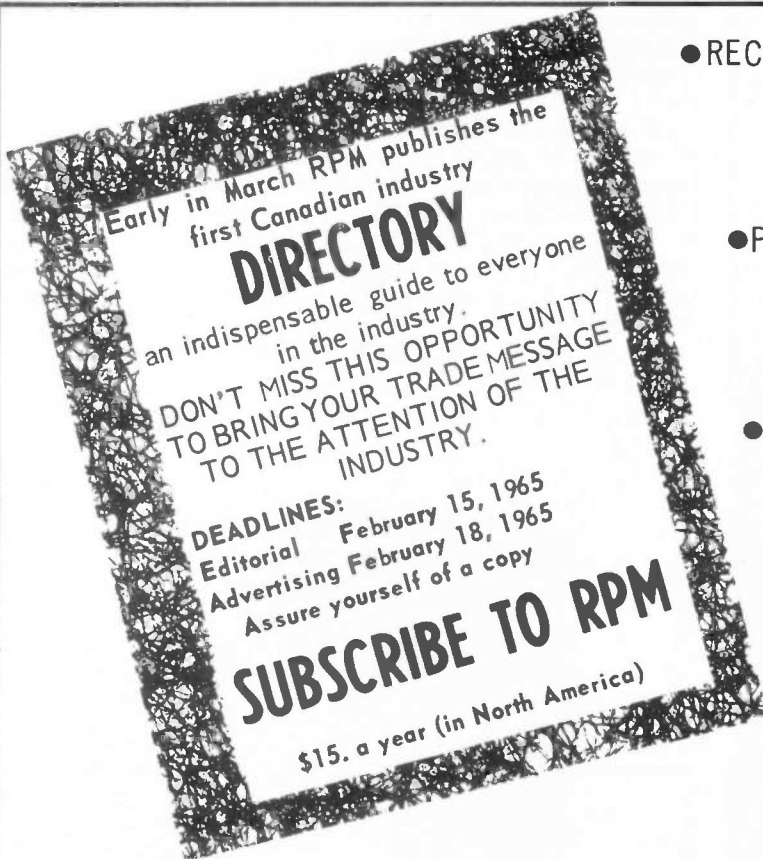 Early in March RPM publishes the
first Canadian industry
DIRECTORY
an indispensable guide to everyone
in the industry.
DON'T MISS THIS OPPORTUNITY
TO BRING YOUR TRADE MESSAGE
TO THE ATTENTION OF THE
INDUSTRY.
DEADLINES:
Editorial February 15, 1965
Advertising February 18, 1965
Assure yourself of a copy
SUBSCRIBE TO RPM
$15. a year (in North America)
●REC
●P
●